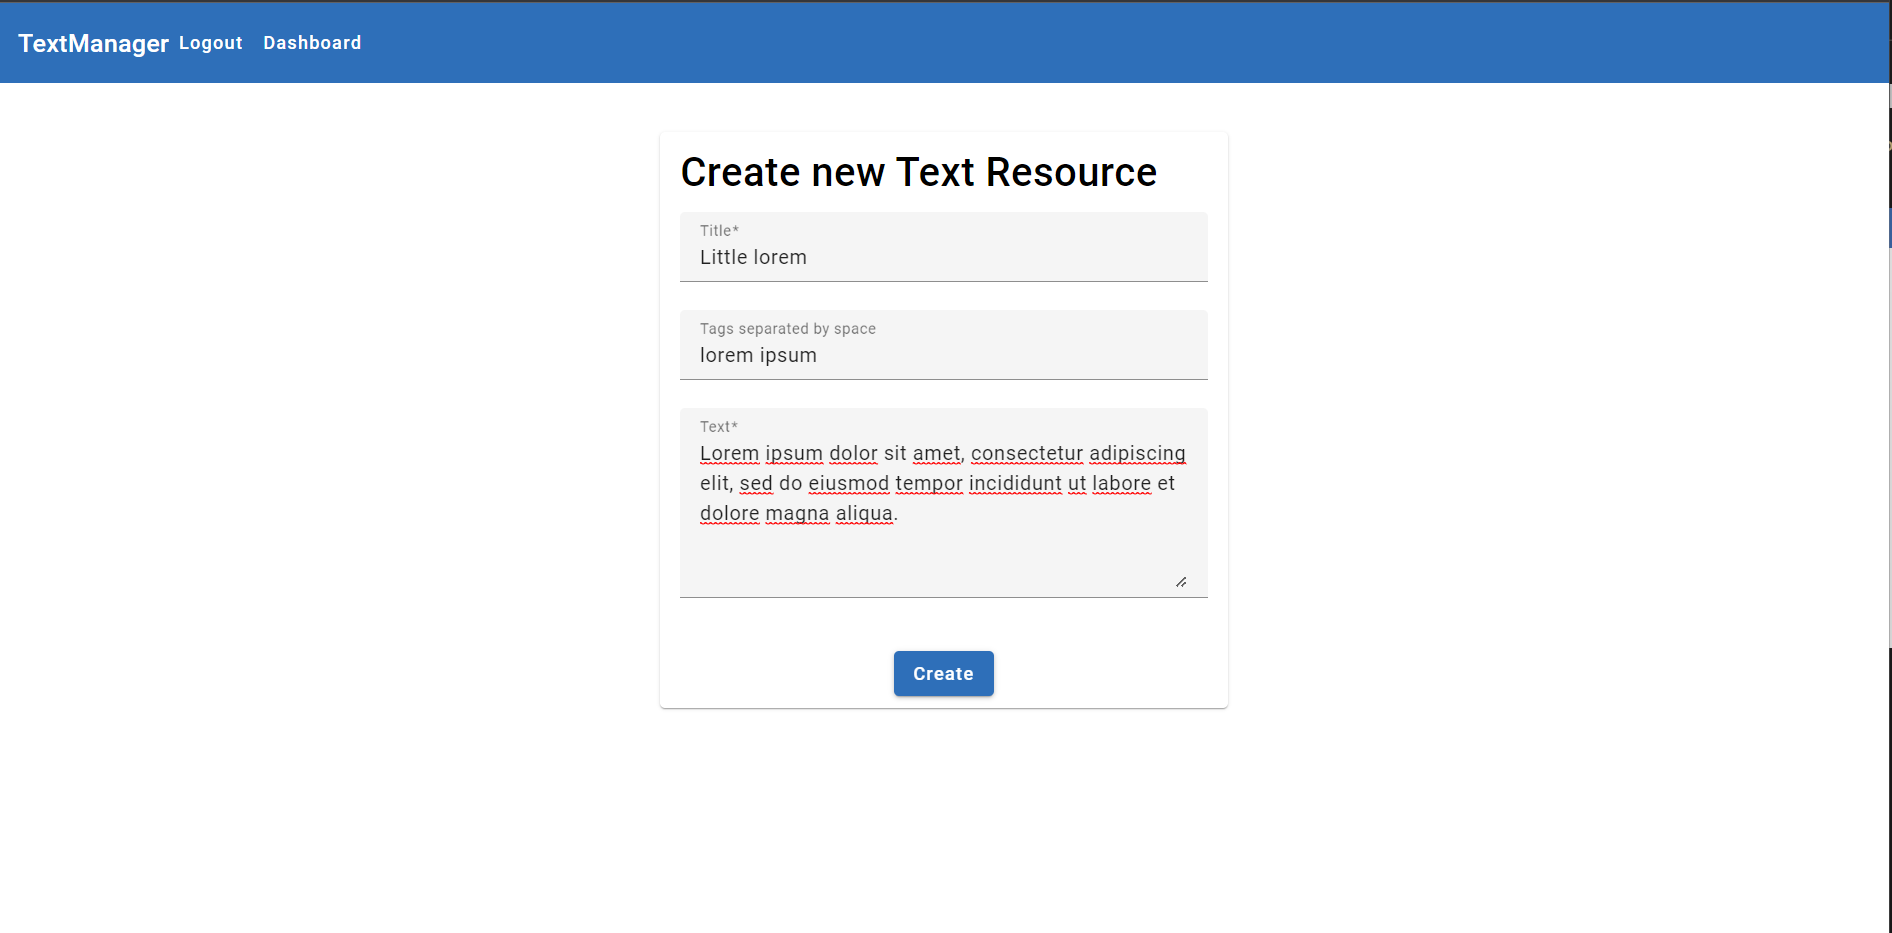 TextManager Logout Dashboard
Create new Text Resource
Title*
Little lorem
Tags separated by space
lorem ipsum
Text*
Lorem ipsum dolor sit amet, consectetur adipiscing
elit, sed do eiusmod tempor incididunt ut labore et
dolore magna aliqua.
Create